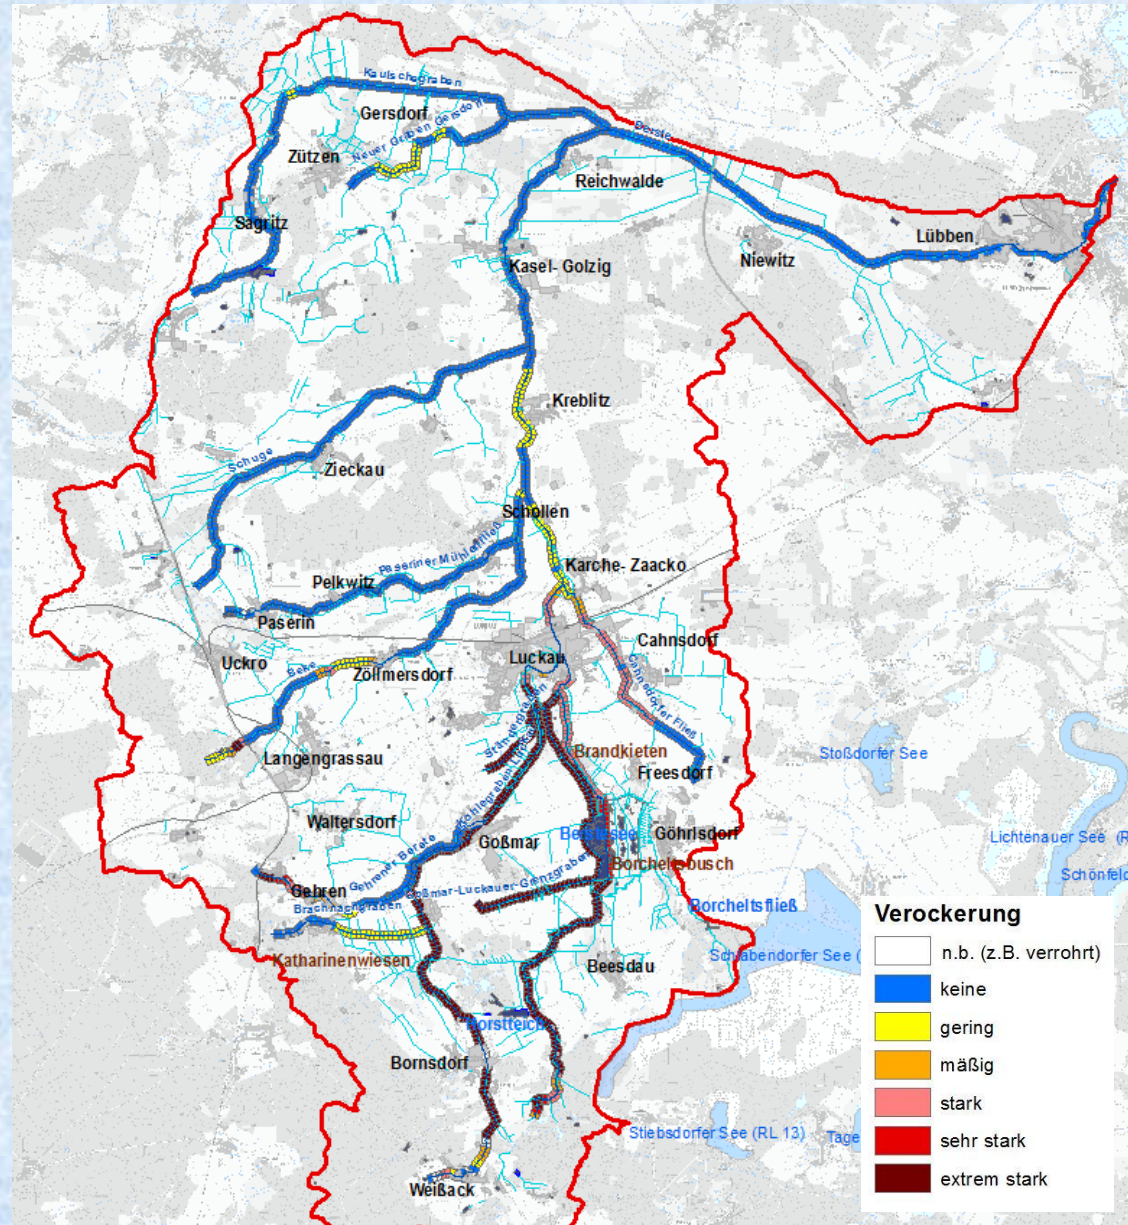 Kaulschegraben
Gersdorf
Neuer Graben Gersdorf
Berste
Zützen
Reichwalde
Sagritz
Lübben
Niewitz
Kasel- Golzig
Kreblitz
Schuge
Zieckau
Schollen
Paseriner Mühlenfließ
Karche- Zaacko
Pelkwitz
Paserin
Cahnsdorf
Luckau
Uckro
Beke
Zöllmersdorf
Cahnsdorfer Fließ
Brandkieten
Stoßdorfer See
Langengrassau
Freesdorf
Waltersdorf
Goßmar
Göhrlsdorf
Lichtenauer See (R
Borcheltsbusch
Schönfeld
Gehren
Gehrener Berste
Goßmar-Luckauer-Grenzgraben
Borcheltsfließ
Katharinenwiesen
Beesdau
Schlabendorfer See (
Bornsdorf
Stiebsdorfer See (RL 13)
Tage
Weißack
Verockerung
n.b. (z.B. verrohrt)
keine
gering
mäßig
stark
sehr stark
extrem stark